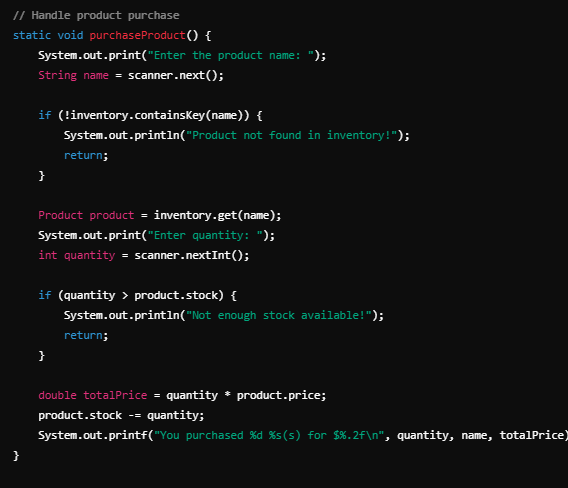 // Handle product purchase
static void purchaseProduct() {
    System.out.print("Enter the product name: ");
    String name = scanner.next();
    if (!inventory.containsKey(name)) {
        System.out.println("Product not found in inventory!");
        return;
    }
    Product product = inventory.get(name);
    System.out.print("Enter quantity: ");
    int quantity = scanner.nextInt();
    if (quantity > product.stock) {
        System.out.println("Not enough stock available!");
        return;
    }
    double totalPrice = quantity * product.price;
    product.stock -= quantity;
    System.out.printf("You purchased %d %s(s) for $%.2f\n", quantity, name, totalPrice)
}